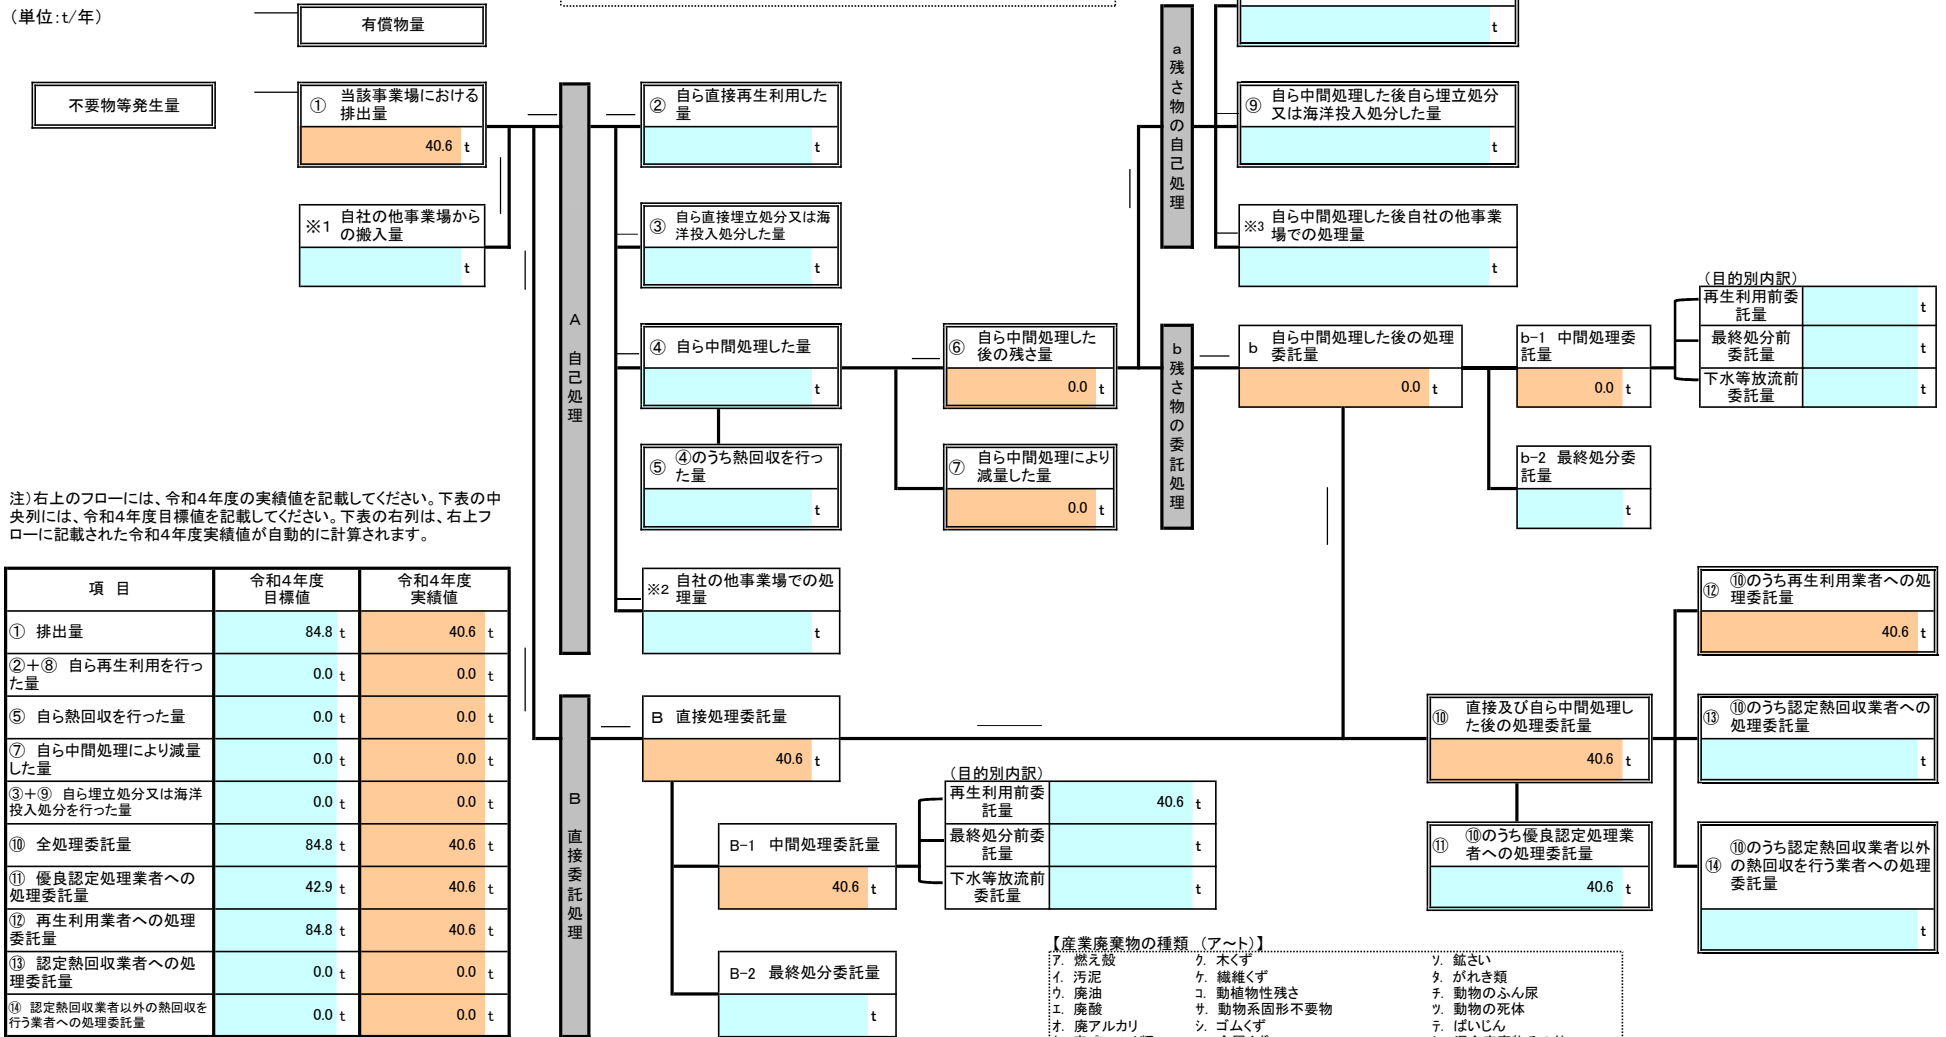 (単位:t/年)
有償物量
t
不要物等発生量
① 当該事業場における
排出量
40.6 t
※1 自社の他事業場から
の搬入量
t
A 自己処理
② 自ら直接再生利用した
量
t
③ 自ら直接埋立処分又は海
洋投入処分した量
t
④ 自ら中間処理した量
t
⑤ ④のうち熱回収を行っ
た量
t
※2 自社の他事業場での処
理量
t
⑥ 自ら中間処理した
後の残さ量
0.0 t
⑦ 自ら中間処理により
減量した量
0.0 t
a 残さ物の自己処理
⑨ 自ら中間処理した後自ら埋立処分
又は海洋投入処分した量
t
※3 自ら中間処理した後自社の他事業
場での処理量
t
b 残さ物の委託処理
b 自ら中間処理した後の処理
委託量
0.0 t
b-1 中間処理委
託量
0.0 t
b-2 最終処分委
託量
t
(目的別内訳)
再生利用前委
託量 t
最終処分前
委託量 t
下水等放流前
委託量 t
注)右上のフローには、令和4年度の実績値を記載してください。下表の中
央列には、令和4年度目標値を記載してください。下表の右列は、右上フ
ローに記載された令和4年度実績値が自動的に計算されます。
項 目 令和4年度 目標値 令和4年度 実績値
① 排出量 84.8 t 40.6 t
②+⑧ 自ら再生利用を行っ
た量 0.0 t 0.0 t
⑤ 自ら熱回収を行った量 0.0 t 0.0 t
⑦ 自ら中間処理により減量
した量 0.0 t 0.0 t
③+⑨ 自ら埋立処分又は海洋
投入処分を行った量 0.0 t 0.0 t
⑩ 全処理委託量 84.8 t 40.6 t
⑪ 優良認定処理業者への
処理委託量 42.9 t 40.6 t
⑫ 再生利用業者への処理
委託量 84.8 t 40.6 t
⑬ 認定熱回収業者への処
理委託量 0.0 t 0.0 t
⑭ 認定熱回収業者以外の熱回収を
行う業者への処理委託量 0.0 t 0.0 t
B 直接委託処理
B 直接処理委託量
40.6 t
B-1 中間処理委託量
40.6 t
B-2 最終処分委託量
t
(目的別内訳)
再生利用前委
託量 40.6 t
最終処分前委
託量 t
下水等放流前
委託量 t
⑩ 直接及び自ら中間処理し
た後の処理委託量
40.6 t
⑪ ⑩のうち優良認定処理業
者への処理委託量
40.6 t
⑫ ⑩のうち再生利用業者への処
理委託量
40.6 t
⑬ ⑩のうち認定熱回収業者への
処理委託量
t
⑭ ⑩のうち認定熱回収業者以外
の熱回収を行う業者への処理
委託量
t
【産業廃棄物の種類 (ア~ト)】
ア. 燃え殻 ク. 木くず ソ. 鉱さい
イ. 汚泥 ケ. 繊維くず タ. がれき類
ウ. 廃油 コ. 動植物性残さ チ. 動物のふん尿
エ. 廃酸 サ. 動物系固形不要物 ツ. 動物の死体
オ. 廃アルカリ シ. ゴムくず テ. ばいじん